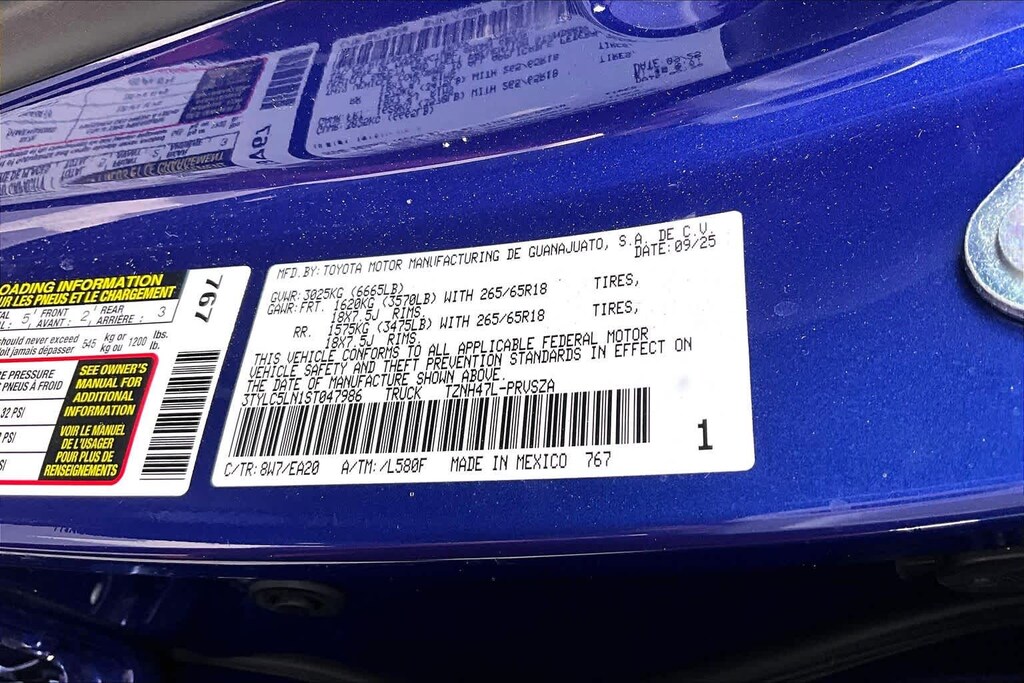 OADING INFORMATION
UR LES PNEUS ET LE CHARGEMENT
5 FRONT 2 REAR 3
AVANT : ARRIÈRE :
should never exceed 545 kg or 1200 lbs.
jamais dépasser kg ou lb.
PRESSURE
PNEUS À FROID
32 PSI
PSI
SEE OWNER'S
MANUAL FOR
ADDITIONAL
INFORMATION
VOIR LE MANUEL
DE L'USAGER
POUR PLUS DE
RENSEIGNEMENTS
767
MFD.BY:TOYOTA MOTOR MANUFACTURING DE GUANAJUATO, S.A. DE C.V.
DATE:09/25
GVWR:3025KG (6665LB)
GAWR:FRT. 1620KG (3570LB) WITH 265/65R18 TIRES,
18X7.5J RIMS,
RR. 1575KG (3475LB) WITH 265/65R18 TIRES,
18X7.5J RIMS.
THIS VEHICLE CONFORMS TO ALL APPLICABLE FEDERAL MOTOR
VEHICLE SAFETY AND THEFT PREVENTION STANDARDS IN EFFECT ON
THE DATE OF MANUFACTURE SHOWN ABOVE.
3TYLC5LN1ST047986 TRUCK TZNH47L-PRVSZA
1
C/TR:8W7/EA20 A/TM:/L580F MADE IN MEXICO 767